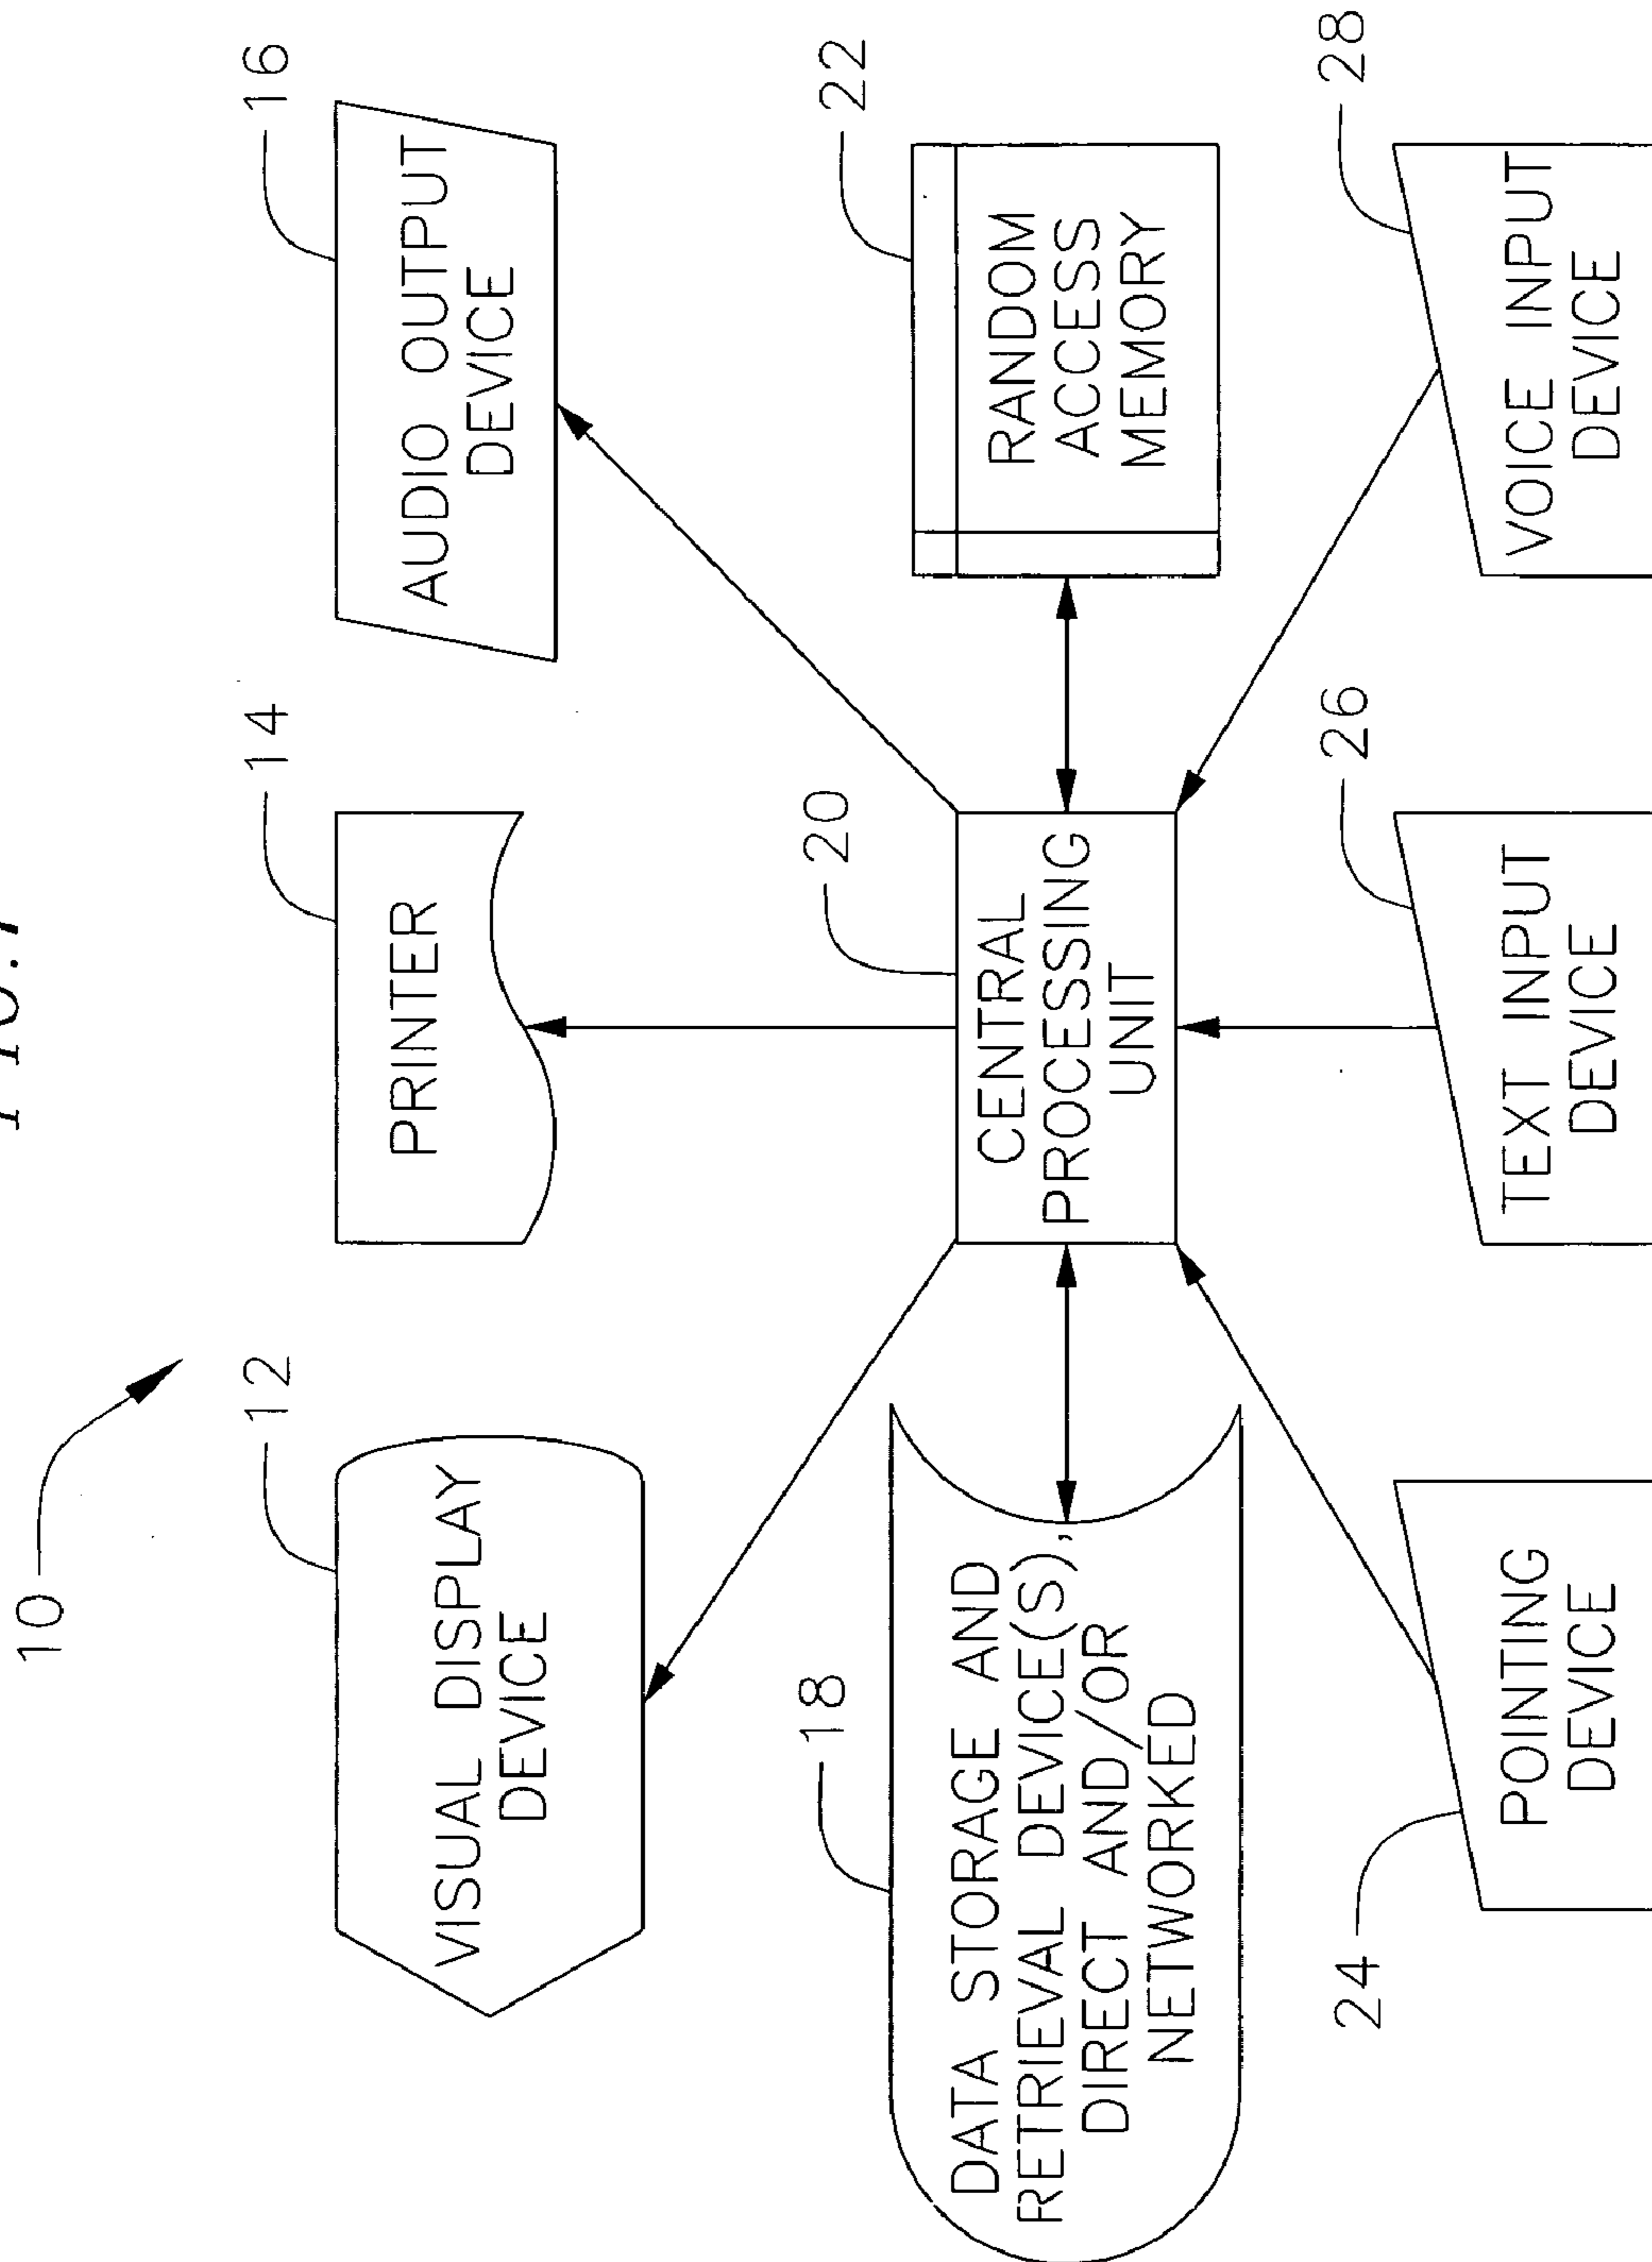 10
12
14
16
VISUAL DISPLAY
DEVICE
PRINTER
AUDIO OUTPUT
DEVICE
18
20
22
DATA STORAGE AND
RETRIEVAL DEVICE(S),
DIRECT AND/OR
NETWORKED
CENTRAL
PROCESSING
UNIT
RANDOM
ACCESS
MEMORY
24
26
28
POINTING
DEVICE
TEXT INPUT
DEVICE
VOICE INPUT
DEVICE